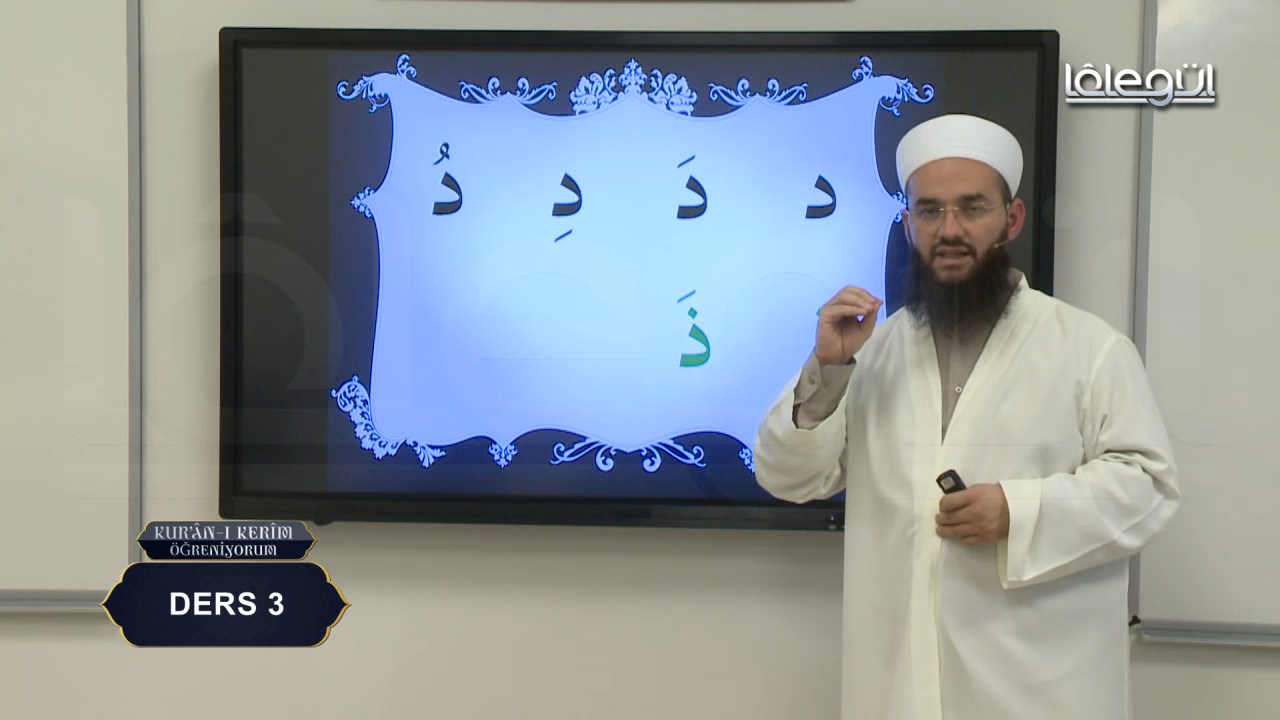 lâlegül
د دَ دِ دُ
ذَ
KUR'ÂN-I KERÎM
ÖĞRENİYORUM
DERS 3